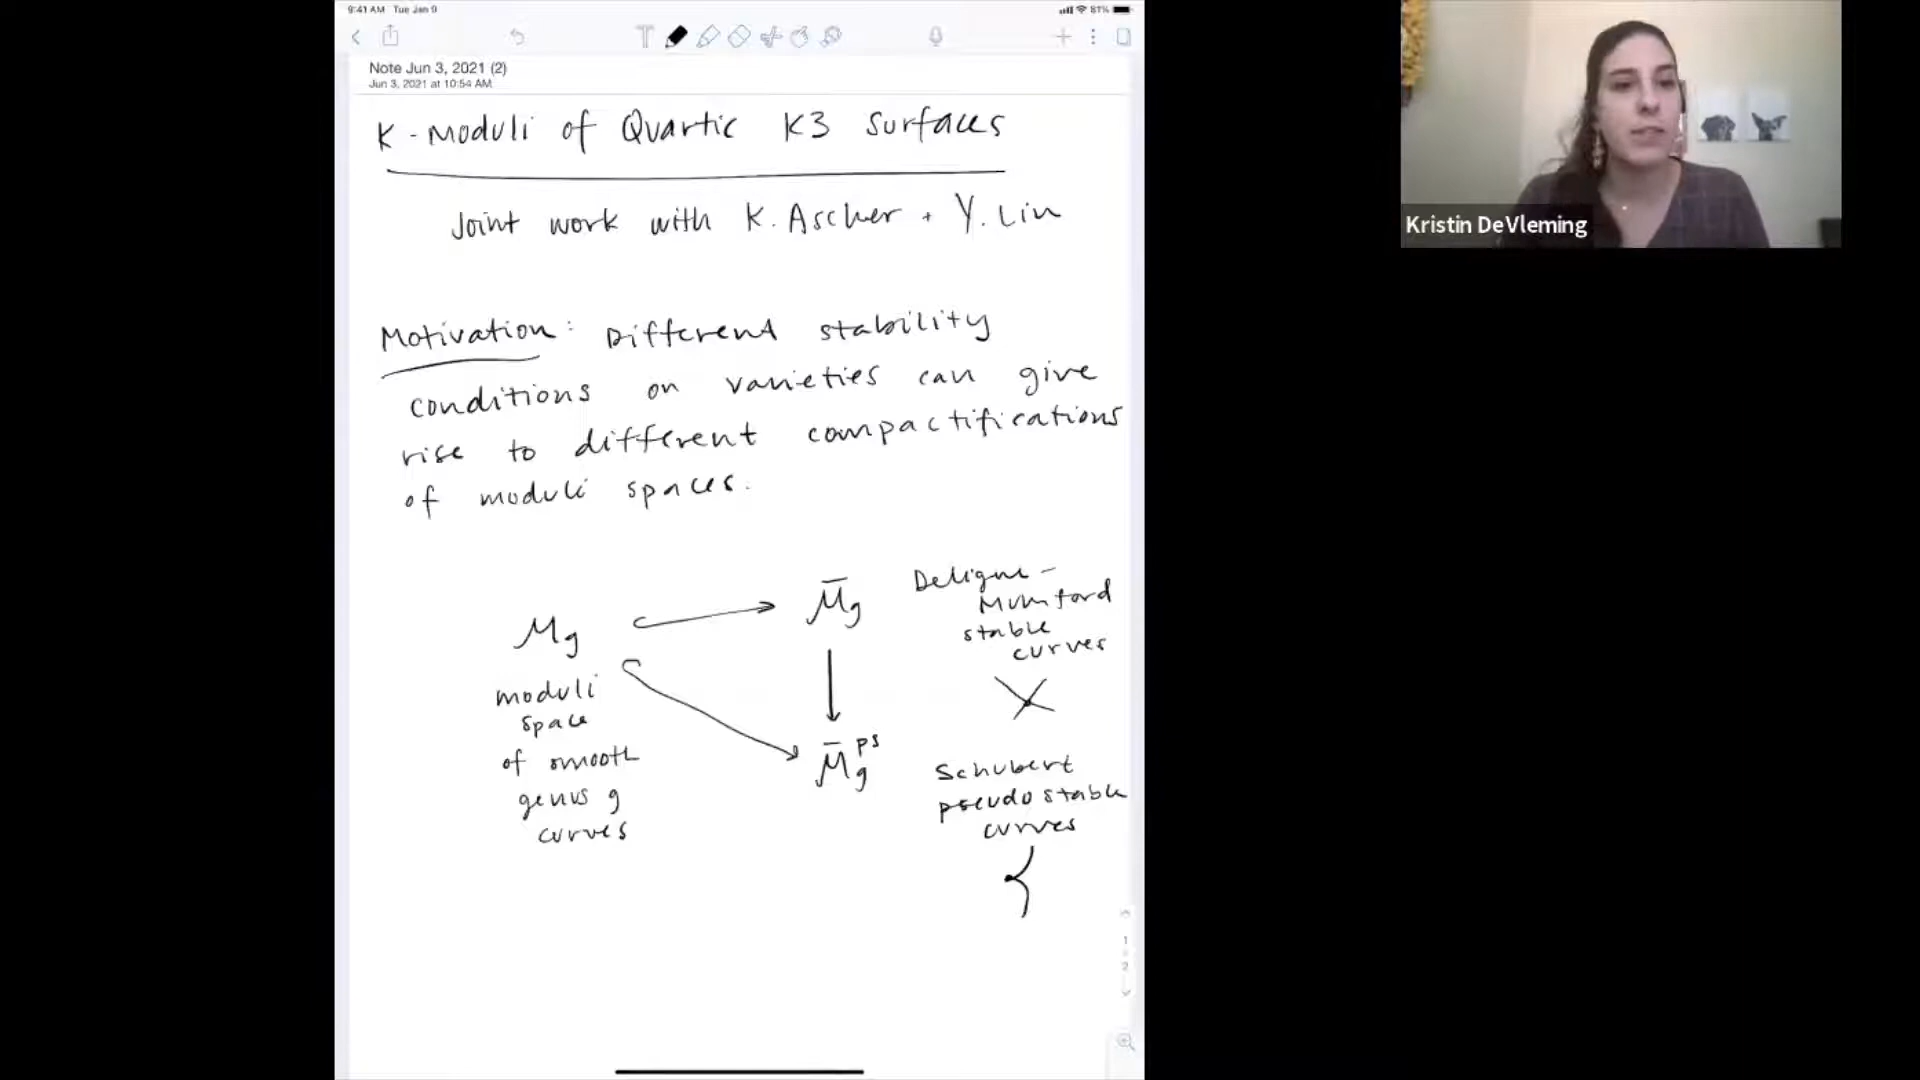 9:41 AM Tue Jan 9
81%
Note Jun 3, 2021 (2)
Jun 3, 2021 at 10:54 AM
K-Moduli of Quartic K3 Surfaces
Joint work with K. Ascher + Y. Liu
Motivation: Different stability
conditions on varieties can give
rise to different compactifications
of moduli spaces.
Mg
moduli
space
of smooth
genus g
curves
M̄g
Deligne-
Mumford
stable
curves
M̄g ps
Schubert
pseudostable
curves
1
2
Kristin DeVleming